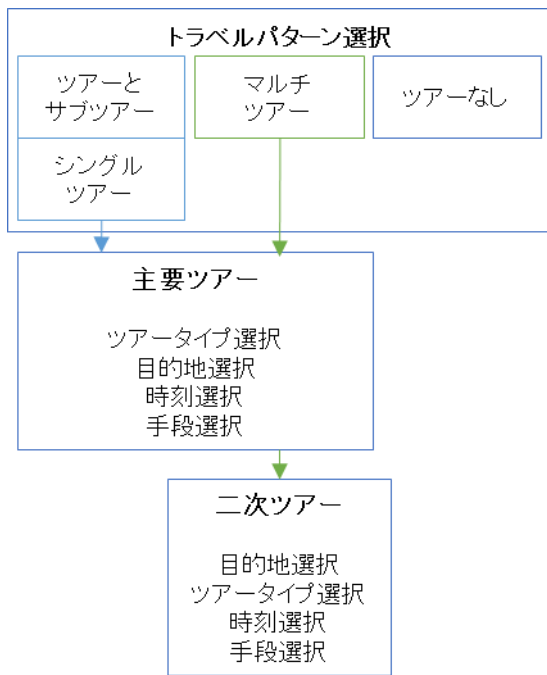 トラベルパターン選択
ツアーと
サブツアー
マルチ
ツアー
ツアーなし
シングル
ツアー
主要ツアー
ツアータイプ選択
目的地選択
時刻選択
手段選択
二次ツアー
目的地選択
ツアータイプ選択
時刻選択
手段選択